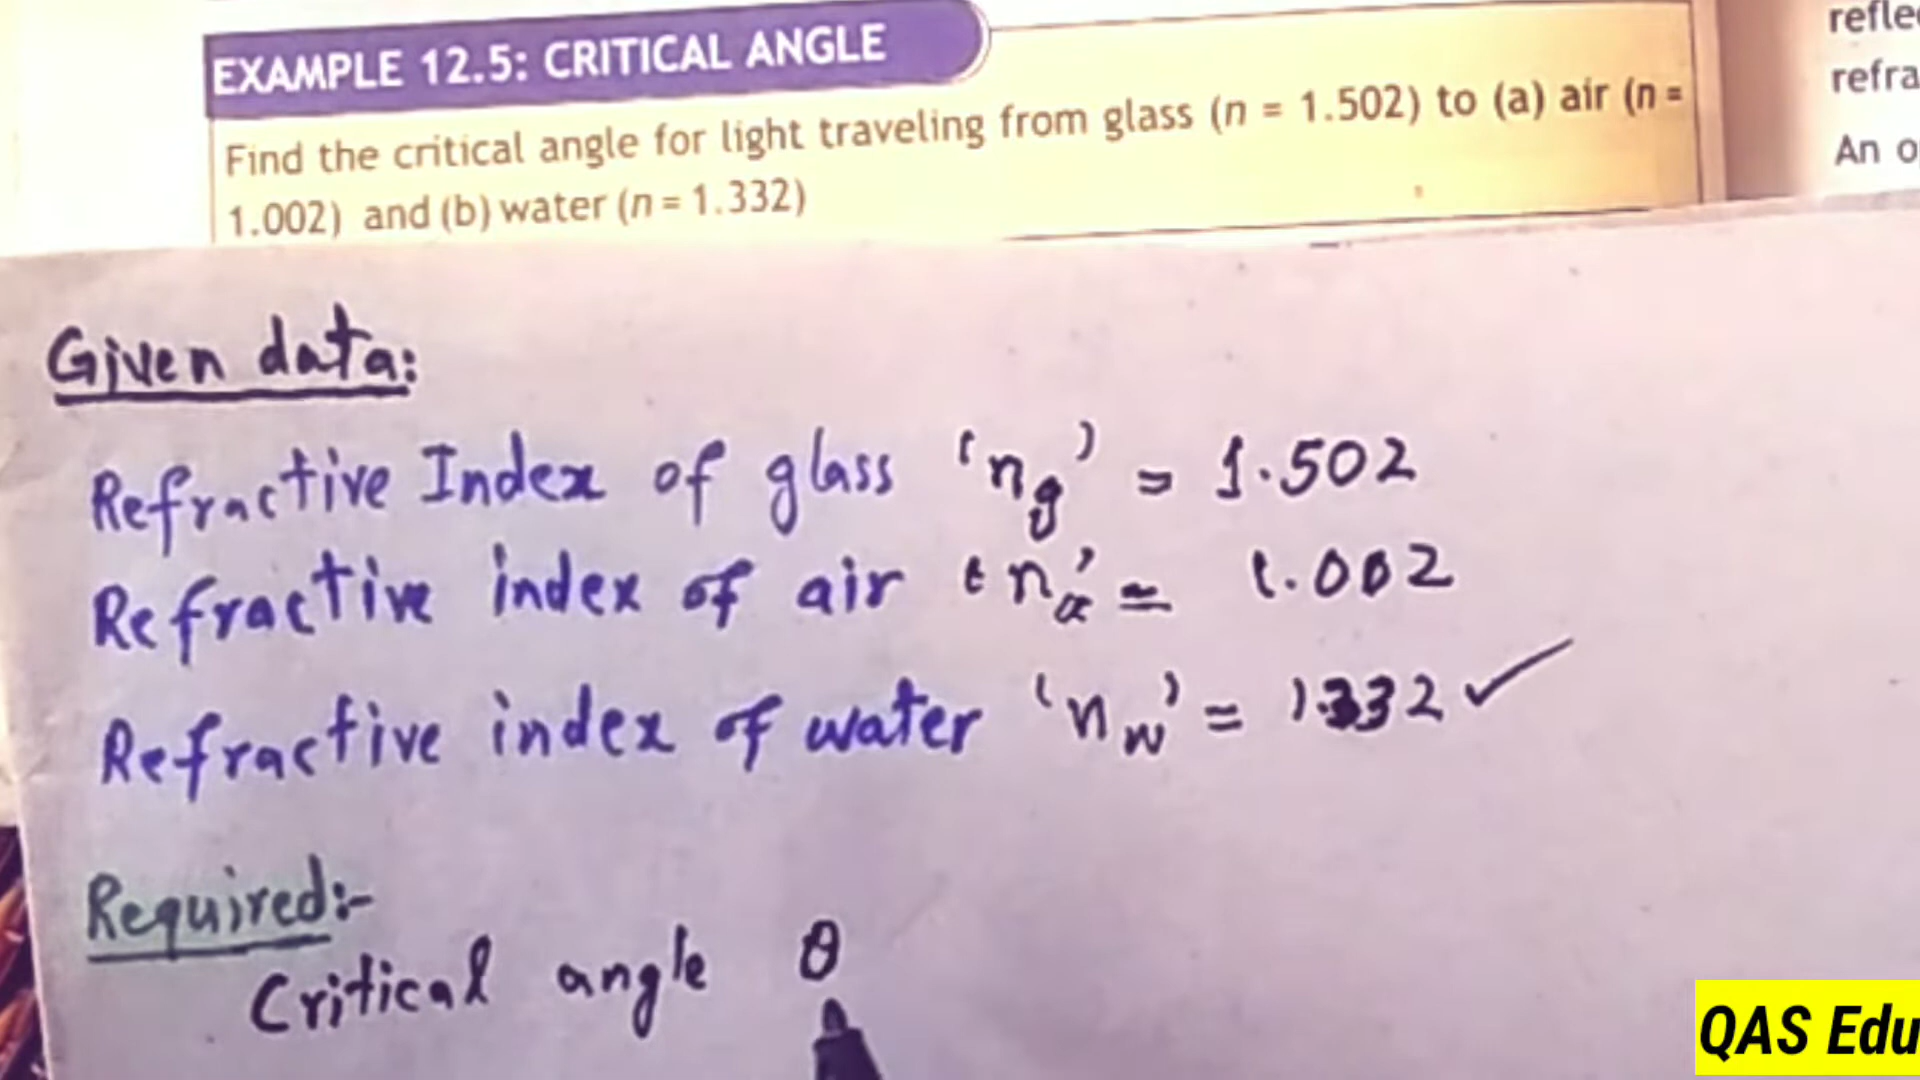 EXAMPLE 12.5: CRITICAL ANGLE
Find the critical angle for light traveling from glass (n = 1.502) to (a) air (n =
1.002) and (b) water (n = 1.332)
refle
refra
An o
Given data:
Refractive Index of glass 'ng' = 1.502
Refractive index of air 'na' = 1.002
Refractive index of water 'nw' = 1.332 ✓
Required:-
Critical angle θ
QAS Edu